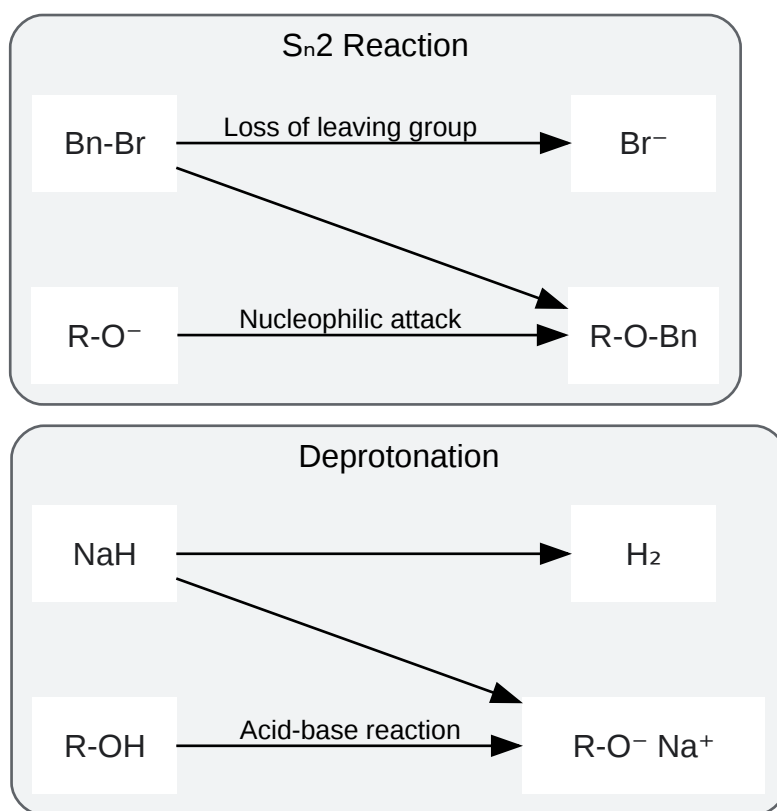 Sₙ2 Reaction
Bn-Br
Loss of leaving group
Br⁻
R-O⁻
Nucleophilic attack
R-O-Bn
Deprotonation
NaH
H₂
R-OH
Acid-base reaction
R-O⁻ Na⁺